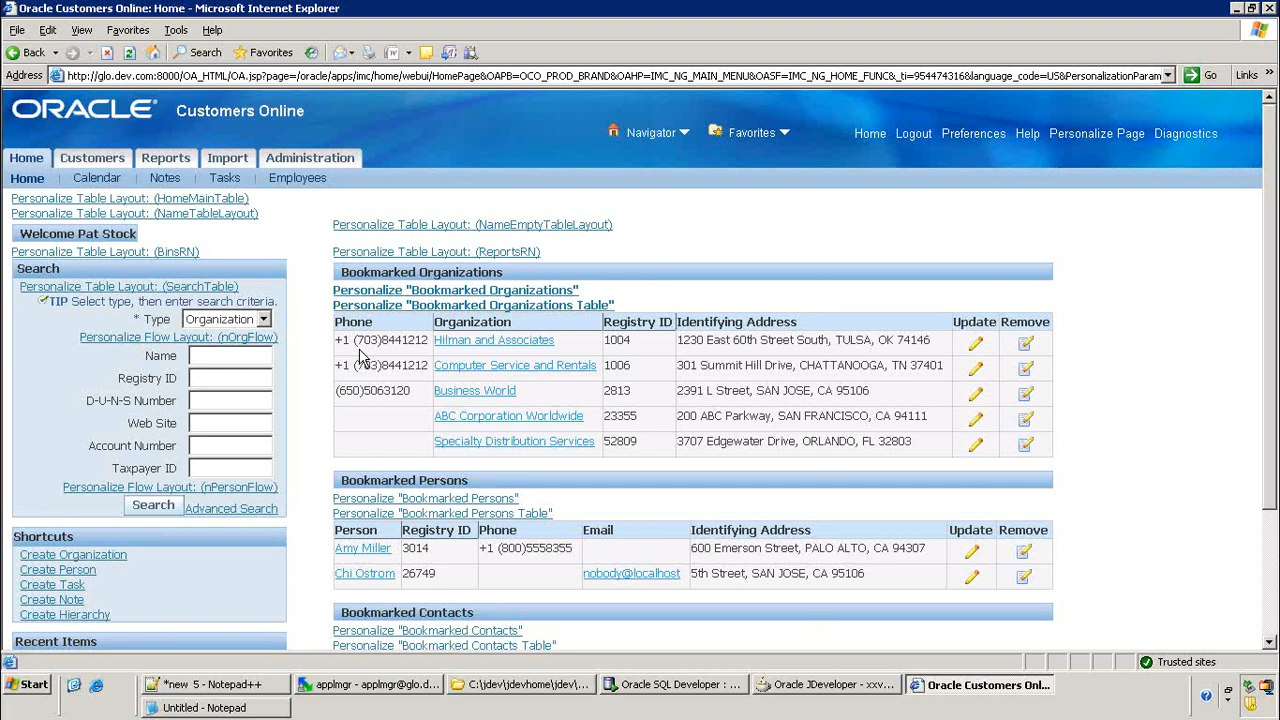 Oracle Customers Online: Home - Microsoft Internet Explorer
File Edit View Favorites Tools Help
Back Search Favorites
Address http://glo.dev.com:8000/OA_HTML/OA.jsp?page=/oracle/apps/imc/home/webui/HomePage&OAPB=OCO_PROD_BRAND&OAHP=IMC_NG_MAIN_MENU&OASF=IMC_NG_HOME_FUNC&_ti=954474316&language_code=US&PersonalizationParam Go Links »
ORACLE Customers Online
Navigator Favorites Home Logout Preferences Help Personalize Page Diagnostics
Home Customers Reports Import Administration
Home Calendar Notes Tasks Employees
Personalize Table Layout: (HomeMainTable)
Personalize Table Layout: (NameTableLayout)
Personalize Table Layout: (NameEmptyTableLayout)
Welcome Pat Stock
Personalize Table Layout: (BinsRN)
Search
Personalize Table Layout: (SearchTable)
TIP Select type, then enter search criteria.
* Type Organization
Personalize Flow Layout: (nOrgFlow)
Name
Registry ID
D-U-N-S Number
Web Site
Account Number
Taxpayer ID
Personalize Flow Layout: (nPersonFlow)
Search Advanced Search
Shortcuts
Create Organization
Create Person
Create Task
Create Note
Create Hierarchy
Recent Items
Personalize Table Layout: (ReportsRN)
Bookmarked Organizations
Personalize "Bookmarked Organizations"
Personalize "Bookmarked Organizations Table"
Phone Organization Registry ID Identifying Address Update Remove
+1 (703)8441212 Hilman and Associates 1004 1230 East 60th Street South, TULSA, OK 74146
+1 (703)8441212 Computer Service and Rentals 1006 301 Summit Hill Drive, CHATTANOOGA, TN 37401
(650)5063120 Business World 2813 2391 L Street, SAN JOSE, CA 95106
ABC Corporation Worldwide 23355 200 ABC Parkway, SAN FRANCISCO, CA 94111
Specialty Distribution Services 52809 3707 Edgewater Drive, ORLANDO, FL 32803
Bookmarked Persons
Personalize "Bookmarked Persons"
Personalize "Bookmarked Persons Table"
Person Registry ID Phone Email Identifying Address Update Remove
Amy Miller 3014 +1 (800)5558355 600 Emerson Street, PALO ALTO, CA 94307
Chi Ostrom 26749 nobody@localhost 5th Street, SAN JOSE, CA 95106
Bookmarked Contacts
Personalize "Bookmarked Contacts"
Personalize "Bookmarked Contacts Table"
Trusted sites
Start *new 5 - Notepad++ applmgr - applmgr@glo.d... C:\jdev\jdevhome\jdev\... Oracle SQL Developer : ... Oracle JDeveloper - xxv... Oracle Customers Onl...
Untitled - Notepad